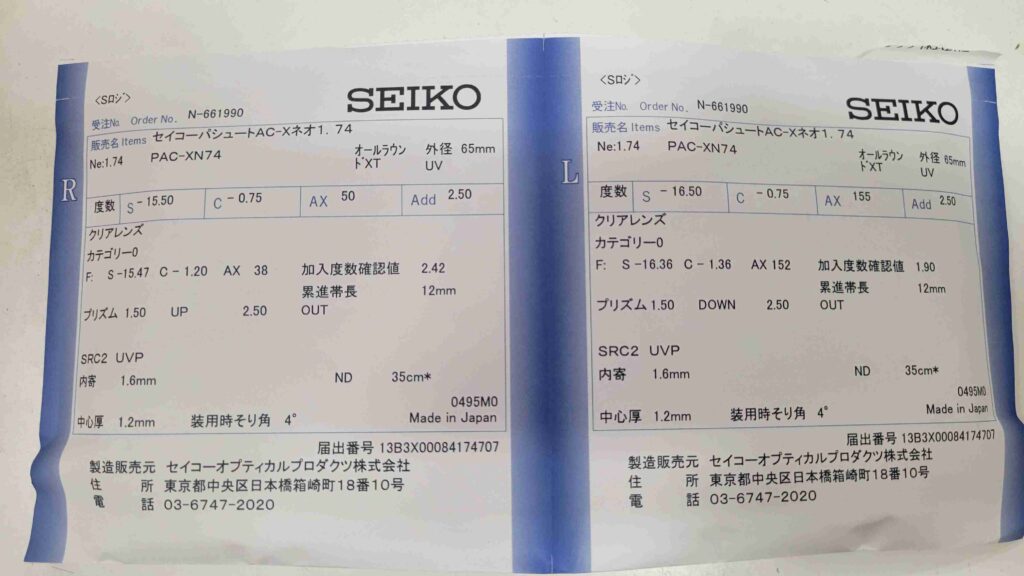 <Sロジ>
SEIKO
受注No. Order No. N-661990
販売名 Items セイコーパシュートAC-Xネオ1.74
Ne:1.74 PAC-XN74 オールラウン 外径 65mm
ドXT UV
R
度数 S -15.50 C -0.75 AX 50 Add 2.50
クリアレンズ
カテゴリー0
F: S -15.47 C -1.20 AX 38 加入度数確認値 2.42
累進帯長 12mm
プリズム 1.50 UP 2.50 OUT
SRC2 UVP
内寄 1.6mm ND 35cm*
0495M0
中心厚 1.2mm 装用時そり角 4° Made in Japan
届出番号 13B3X00084174707
製造販売元 セイコーオプティカルプロダクツ株式会社
住 所 東京都中央区日本橋箱崎町18番10号
電 話 03-6747-2020
<Sロジ>
SEIKO
受注No. Order No. N-661990
販売名 Items セイコーパシュートAC-Xネオ1.74
Ne:1.74 PAC-XN74 オールラウン 外径 65mm
ドXT UV
L
度数 S -16.50 C -0.75 AX 155 Add 2.50
クリアレンズ
カテゴリー0
F: S -16.36 C -1.36 AX 152 加入度数確認値 1.90
累進帯長 12mm
プリズム 1.50 DOWN 2.50 OUT
SRC2 UVP
内寄 1.6mm ND 35cm*
0495M0
中心厚 1.2mm 装用時そり角 4° Made in Japan
届出番号 13B3X00084174707
製造販売元 セイコーオプティカルプロダクツ株式会社
住 所 東京都中央区日本橋箱崎町18番10号
電 話 03-6747-2020